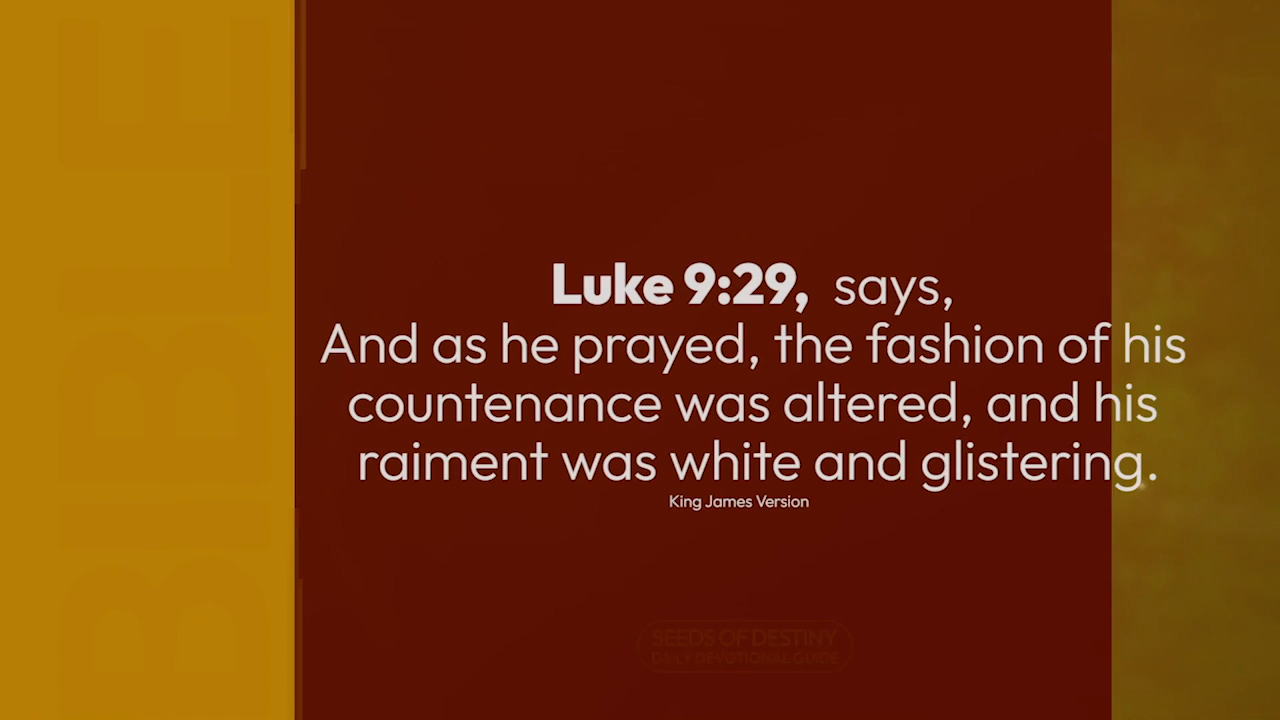 BIBLE
Luke 9:29, says,
And as he prayed, the fashion of his
countenance was altered, and his
raiment was white and glistering.
King James Version
SEEDS OF DESTINY
DAILY DEVOTIONAL GUIDE